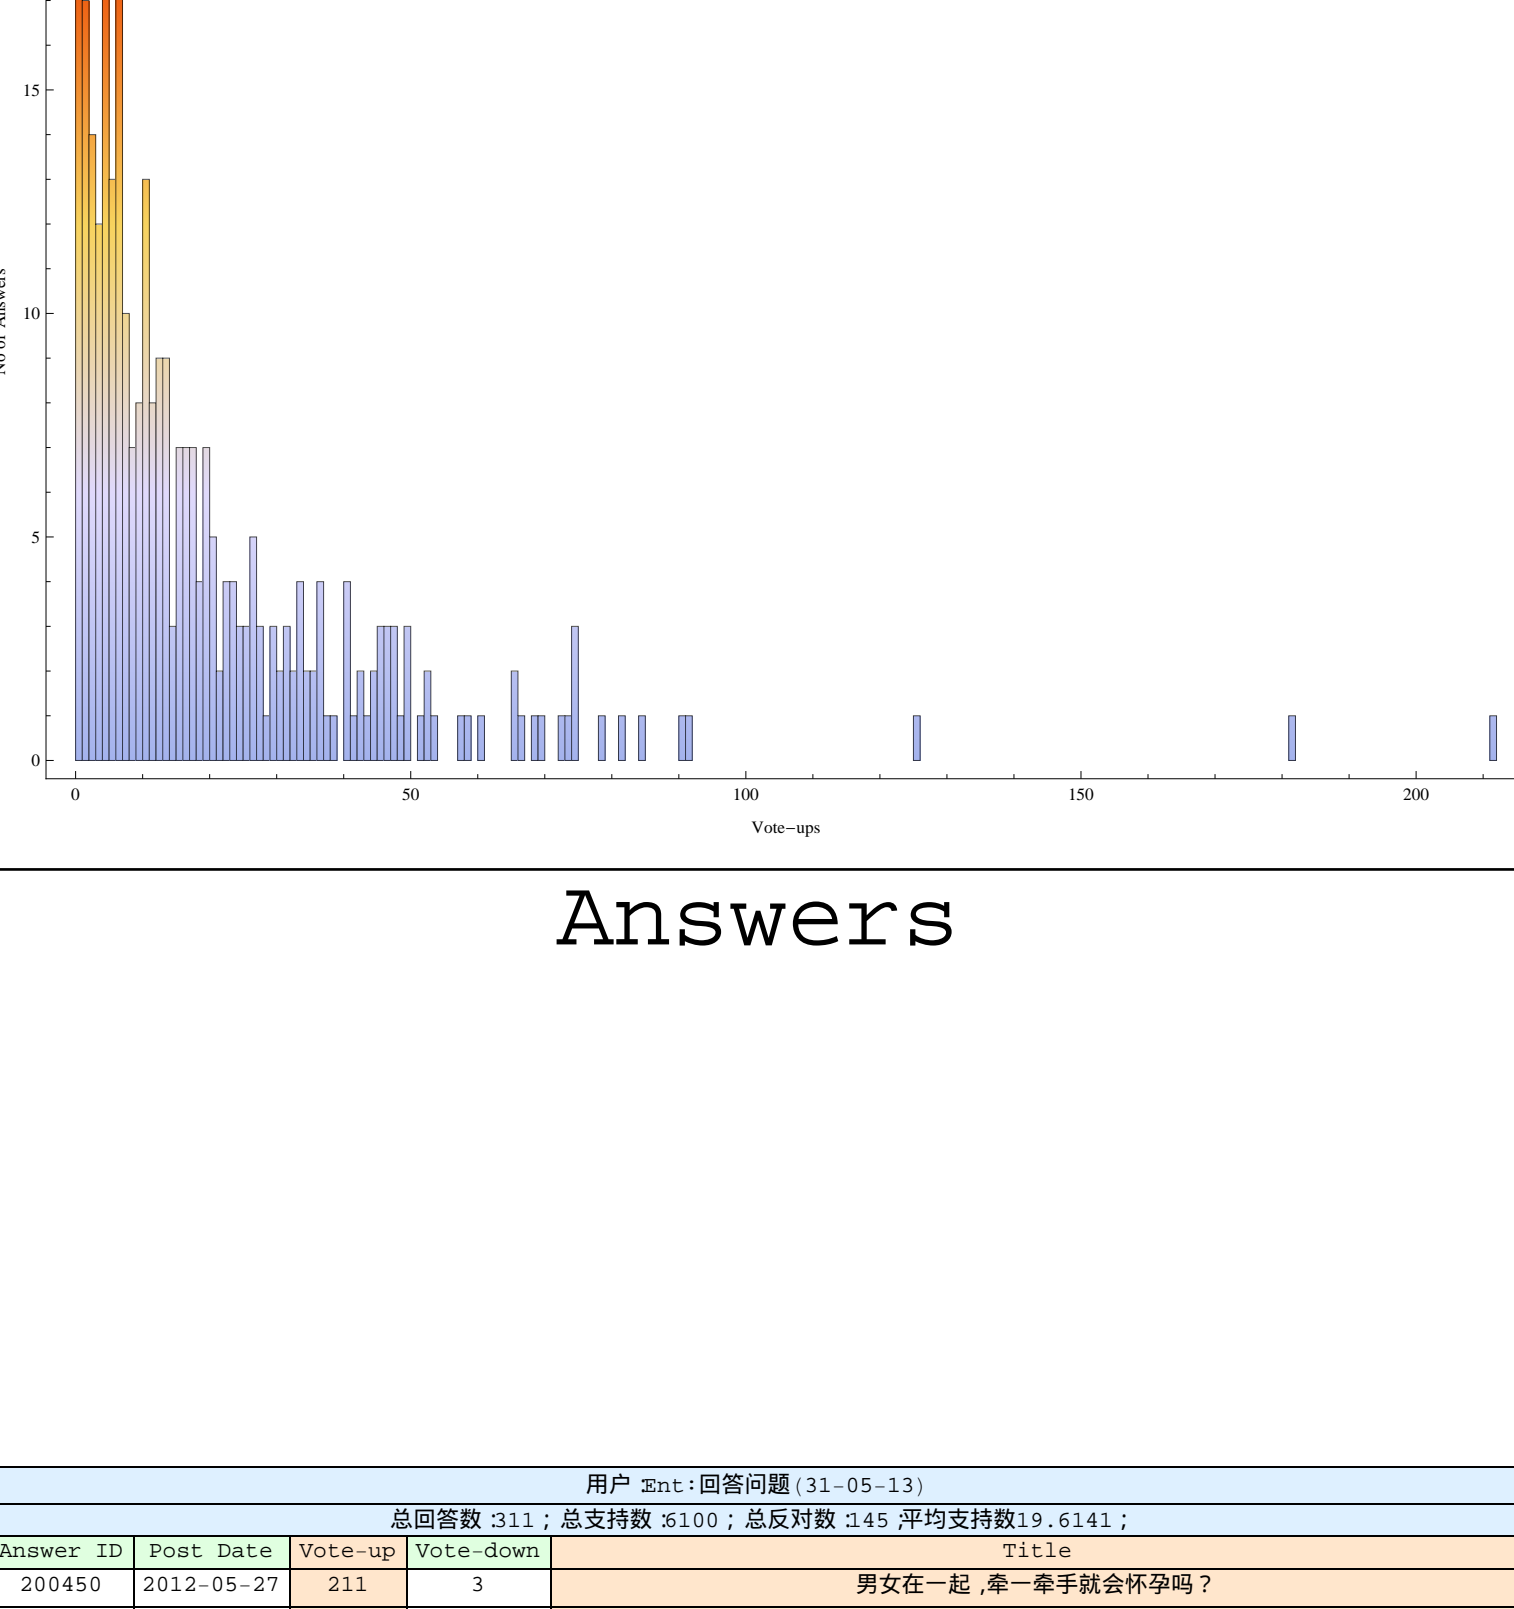 15
No of Answers
10
5
0
0 50 100 150 200
Vote-ups
Answers
用户:Ent:回答问题(31-05-13)
总回答数:311; 总支持数:6100; 总反对数:145;平均支持数19.6141;
Answer ID Post Date Vote-up Vote-down Title
200450 2012-05-27 211 3 男女在一起,牵一牵手就会怀孕吗?